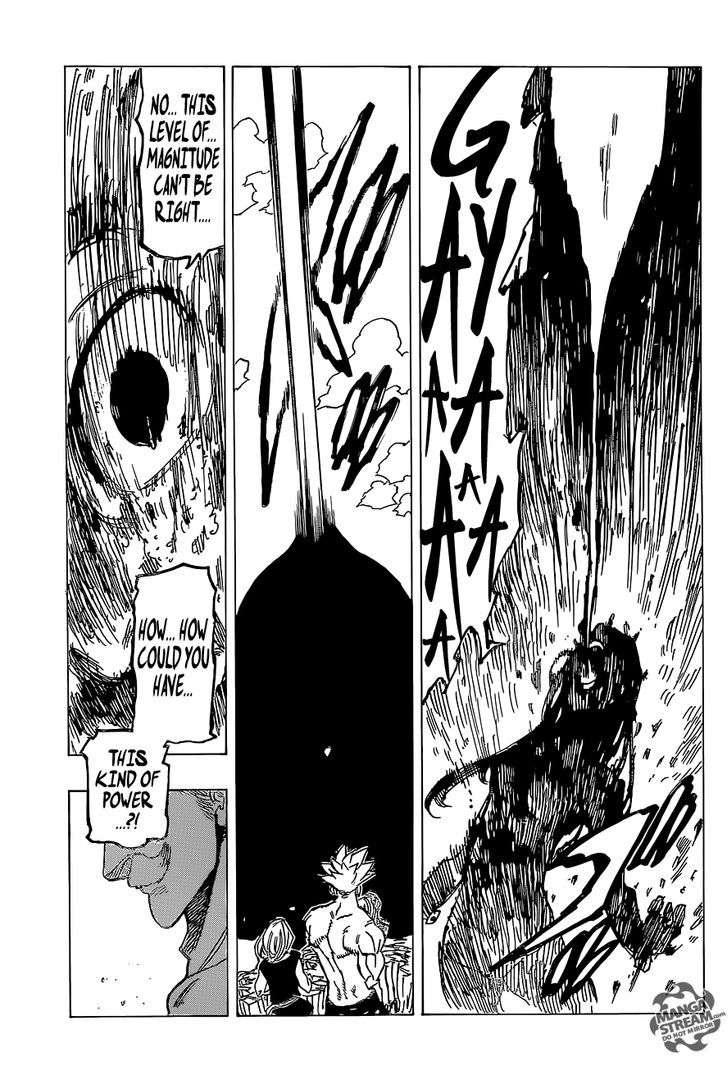 GYAAAAAAA
NO... THIS
LEVEL OF...
MAGNITUDE
CAN'T BE
RIGHT....
HOW... HOW
COULD YOU
HAVE...
THIS
KIND OF
POWER
...?!
MANGA
STREAM.com
DO NOT MIRROR